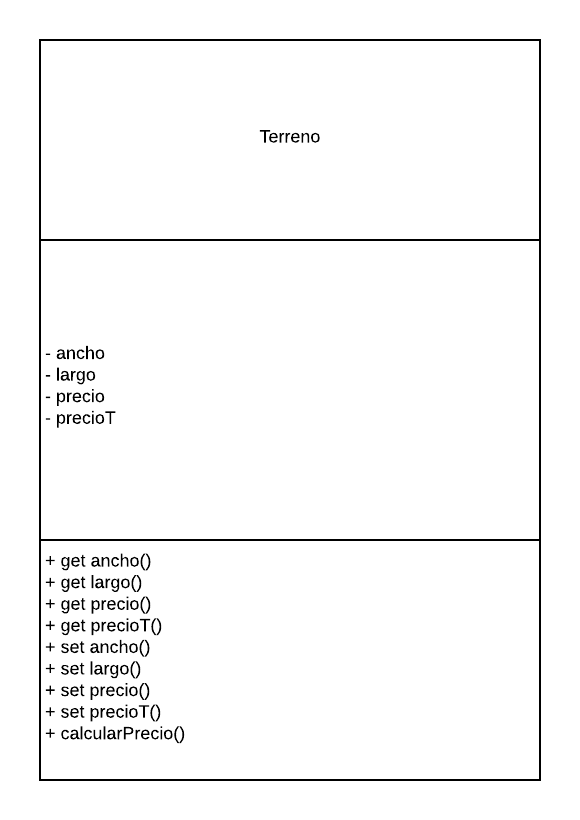 Terreno
- ancho
- largo
- precio
- precioT
+ get ancho()
+ get largo()
+ get precio()
+ get precioT()
+ set ancho()
+ set largo()
+ set precio()
+ set precioT()
+ calcularPrecio()